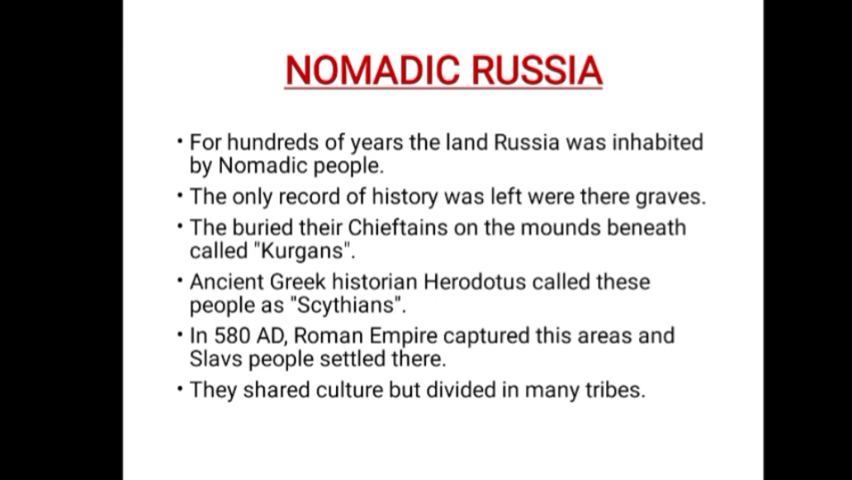 NOMADIC RUSSIA
• For hundreds of years the land Russia was inhabited
by Nomadic people.
• The only record of history was left were there graves.
• The buried their Chieftains on the mounds beneath
called "Kurgans".
• Ancient Greek historian Herodotus called these
people as "Scythians".
• In 580 AD, Roman Empire captured this areas and
Slavs people settled there.
• They shared culture but divided in many tribes.